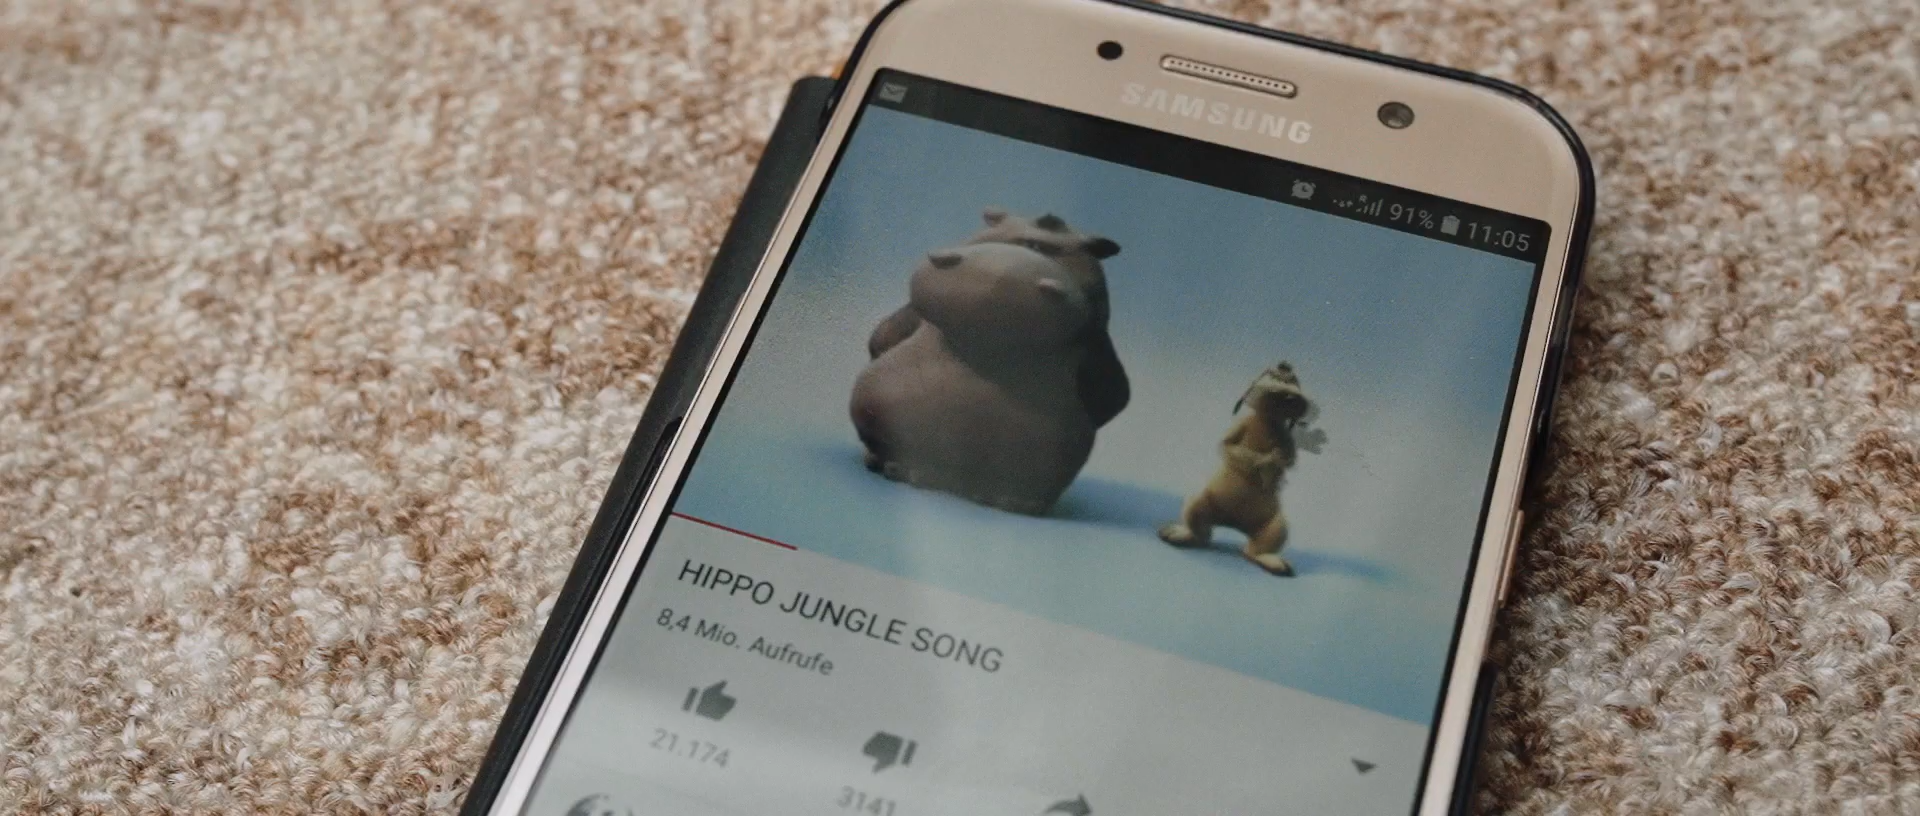 SAMSUNG
91% 11:05
HIPPO JUNGLE SONG
8,4 Mio. Aufrufe
21.174
3141